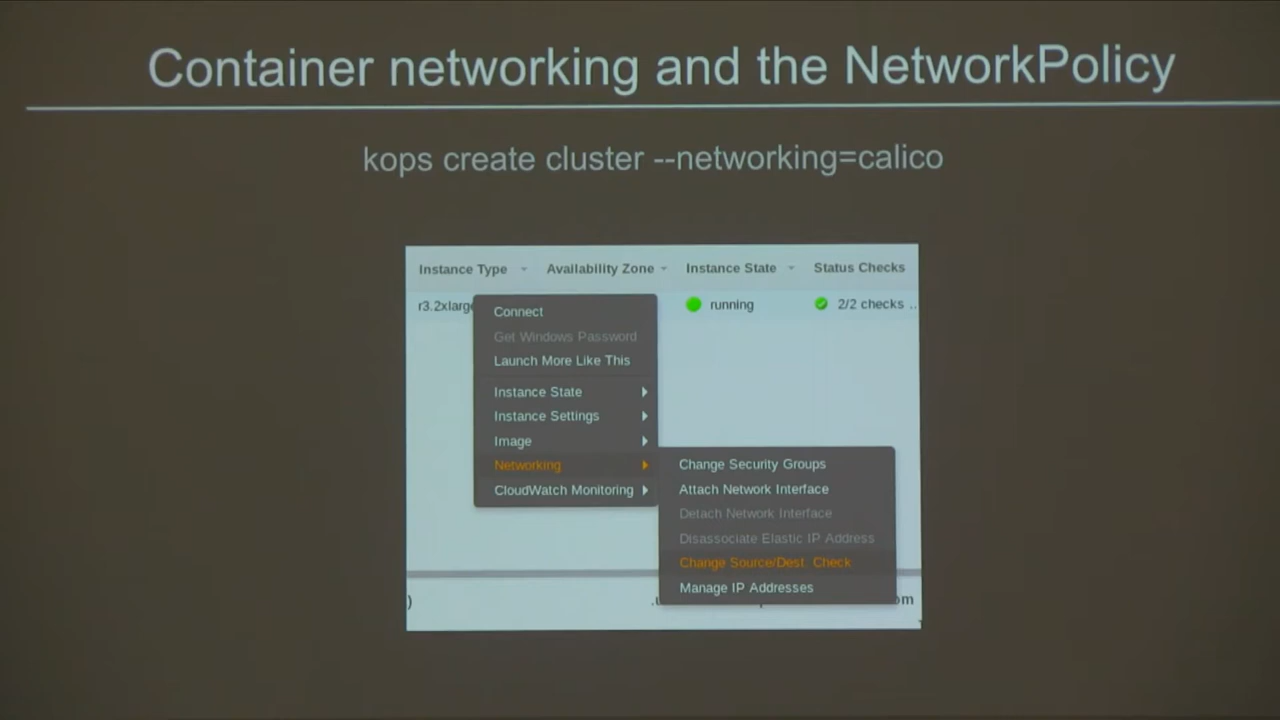 Container networking and the NetworkPolicy
kops create cluster --networking=calico
Instance Type Availability Zone Instance State Status Checks
r3.2xlarge running 2/2 checks ..
Connect
Get Windows Password
Launch More Like This
Instance State
Instance Settings
Image
Networking
CloudWatch Monitoring
Change Security Groups
Attach Network Interface
Detach Network Interface
Disassociate Elastic IP Address
Change Source/Dest. Check
Manage IP Addresses
)